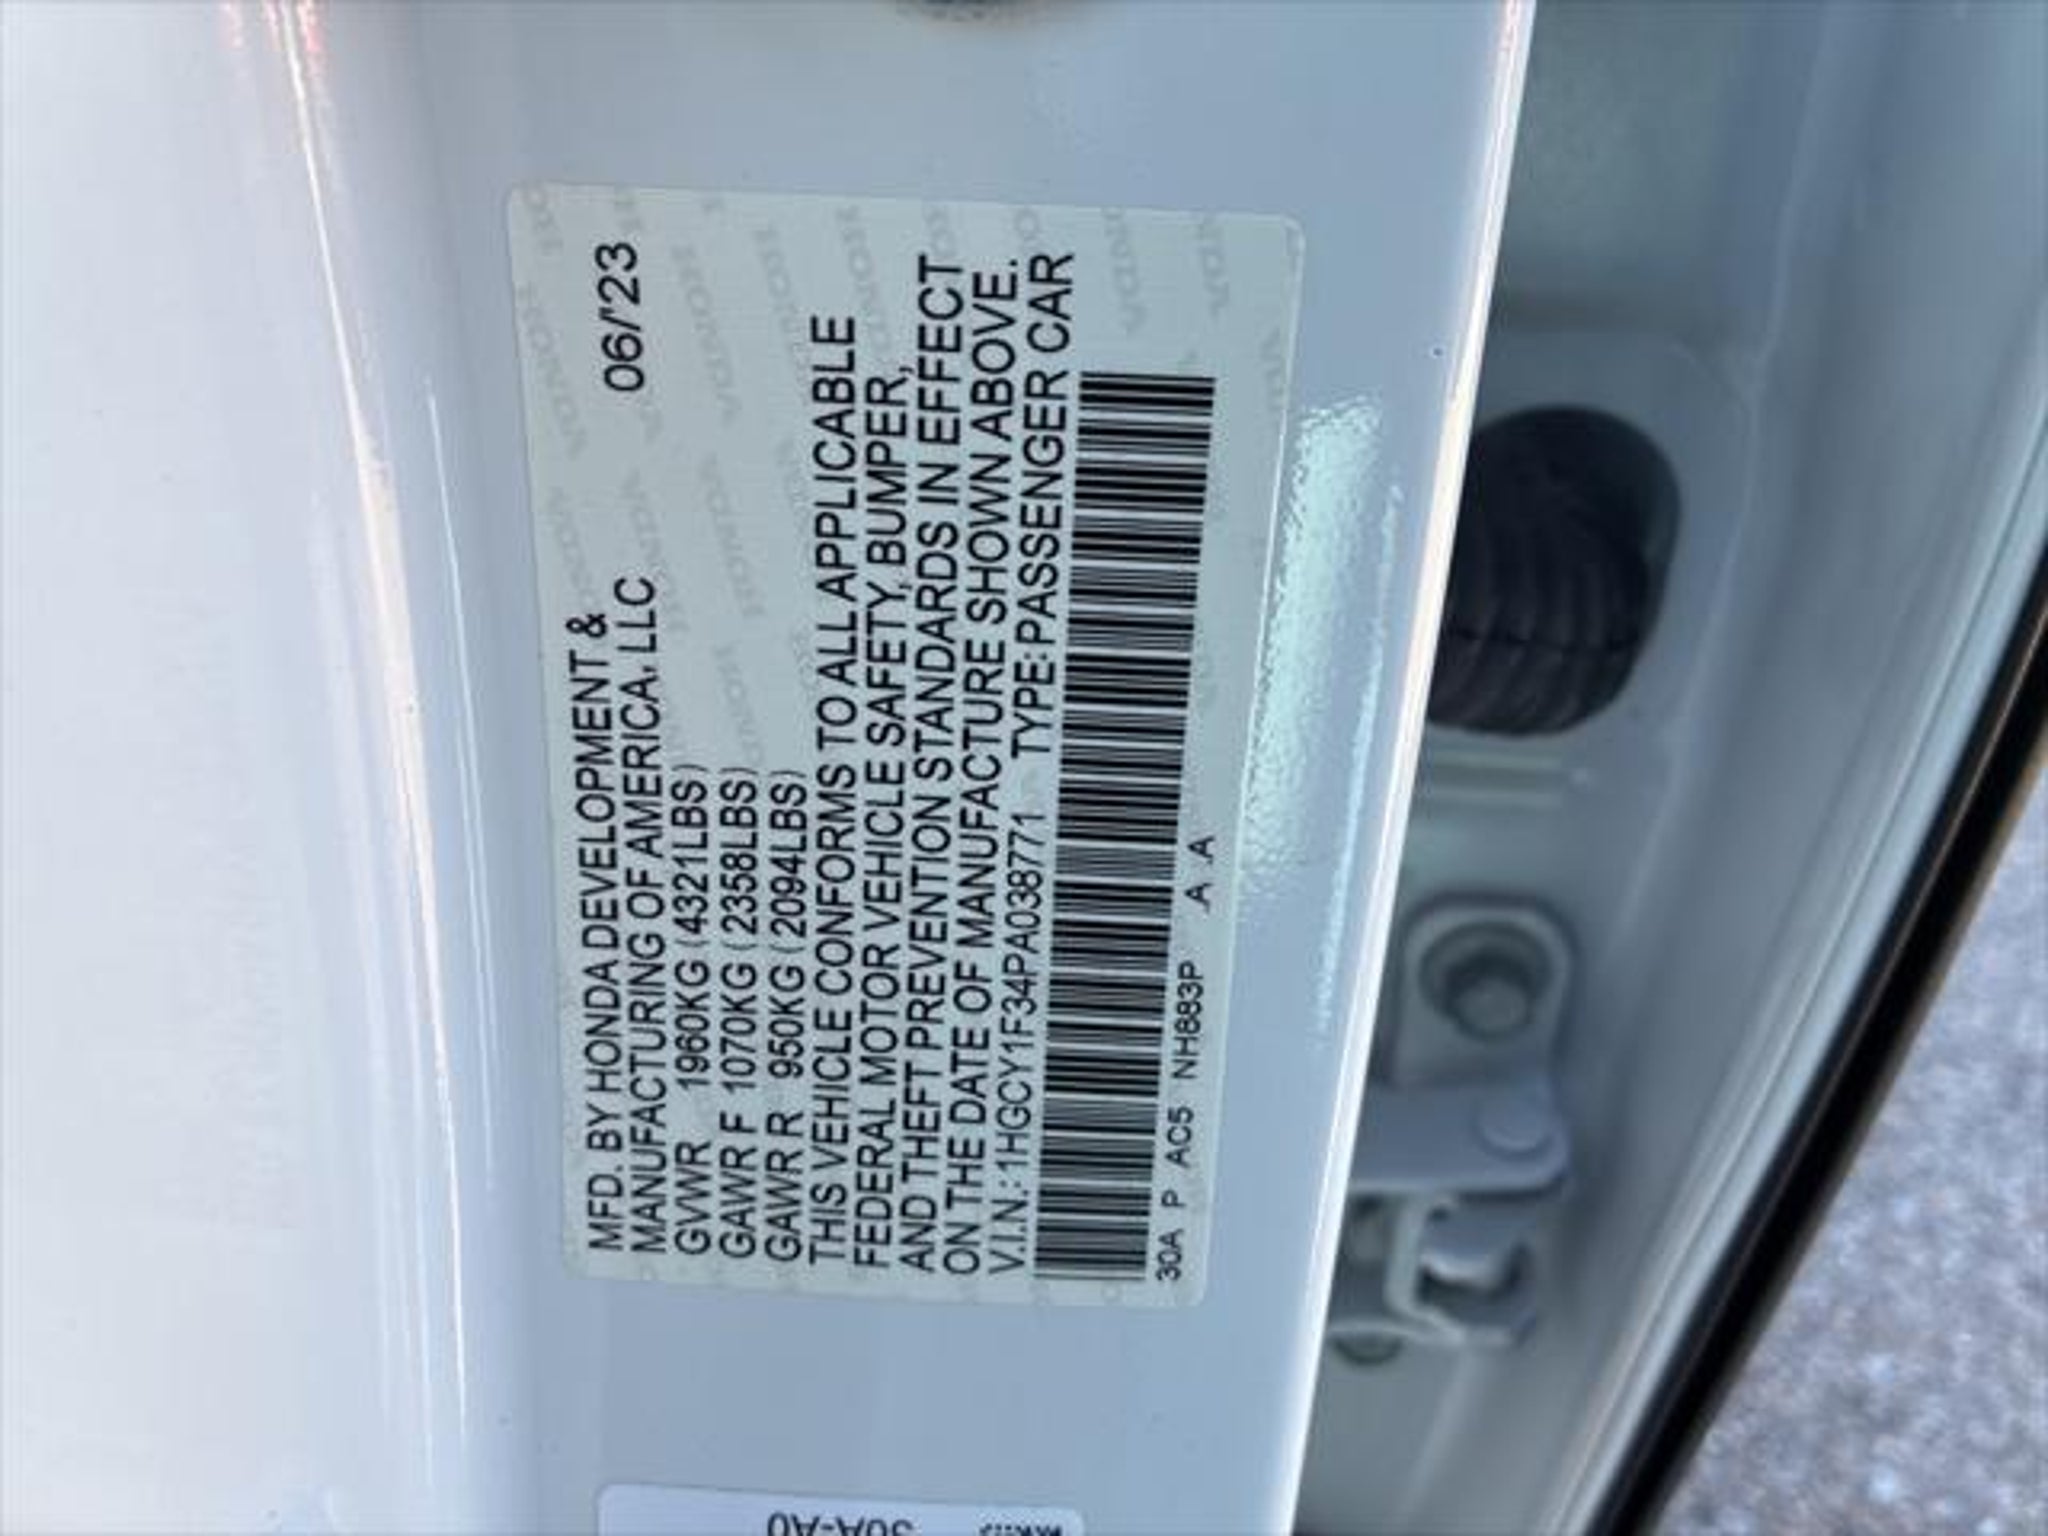 MFD. BY HONDA DEVELOPMENT &
MANUFACTURING OF AMERICA, LLC 06/'23
GVWR 1960KG (4321LBS)
GAWR F 1070KG (2358LBS)
GAWR R 950KG (2094LBS)
THIS VEHICLE CONFORMS TO ALL APPLICABLE
FEDERAL MOTOR VEHICLE SAFETY, BUMPER,
AND THEFT PREVENTION STANDARDS IN EFFECT
ON THE DATE OF MANUFACTURE SHOWN ABOVE.
V.I.N.: 1HGCY1F34PA038771 TYPE: PASSENGER CAR
30A P AC5 NH883P A A
30A-A0